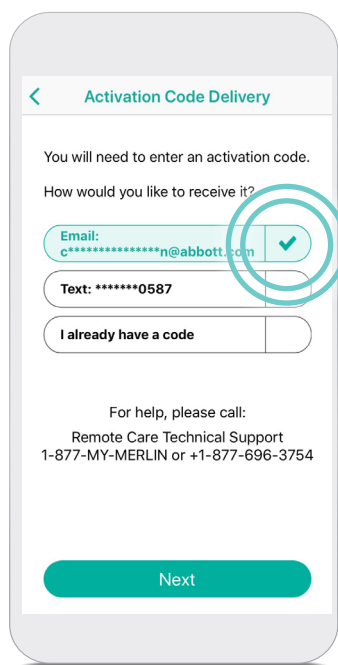 Activation Code Delivery
You will need to enter an activation code.
How would you like to receive it?
Email:
c***************n@abbott.com
Text: *******0587
I already have a code
For help, please call:
Remote Care Technical Support
1-877-MY-MERLIN or +1-877-696-3754
Next